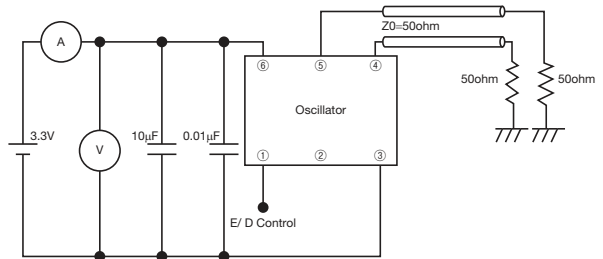 Z0=50ohm
A
⑥ ⑤ ④
50ohm 50ohm
Oscillator
3.3V V 10μF 0.01μF
① ② ③
E/ D Control